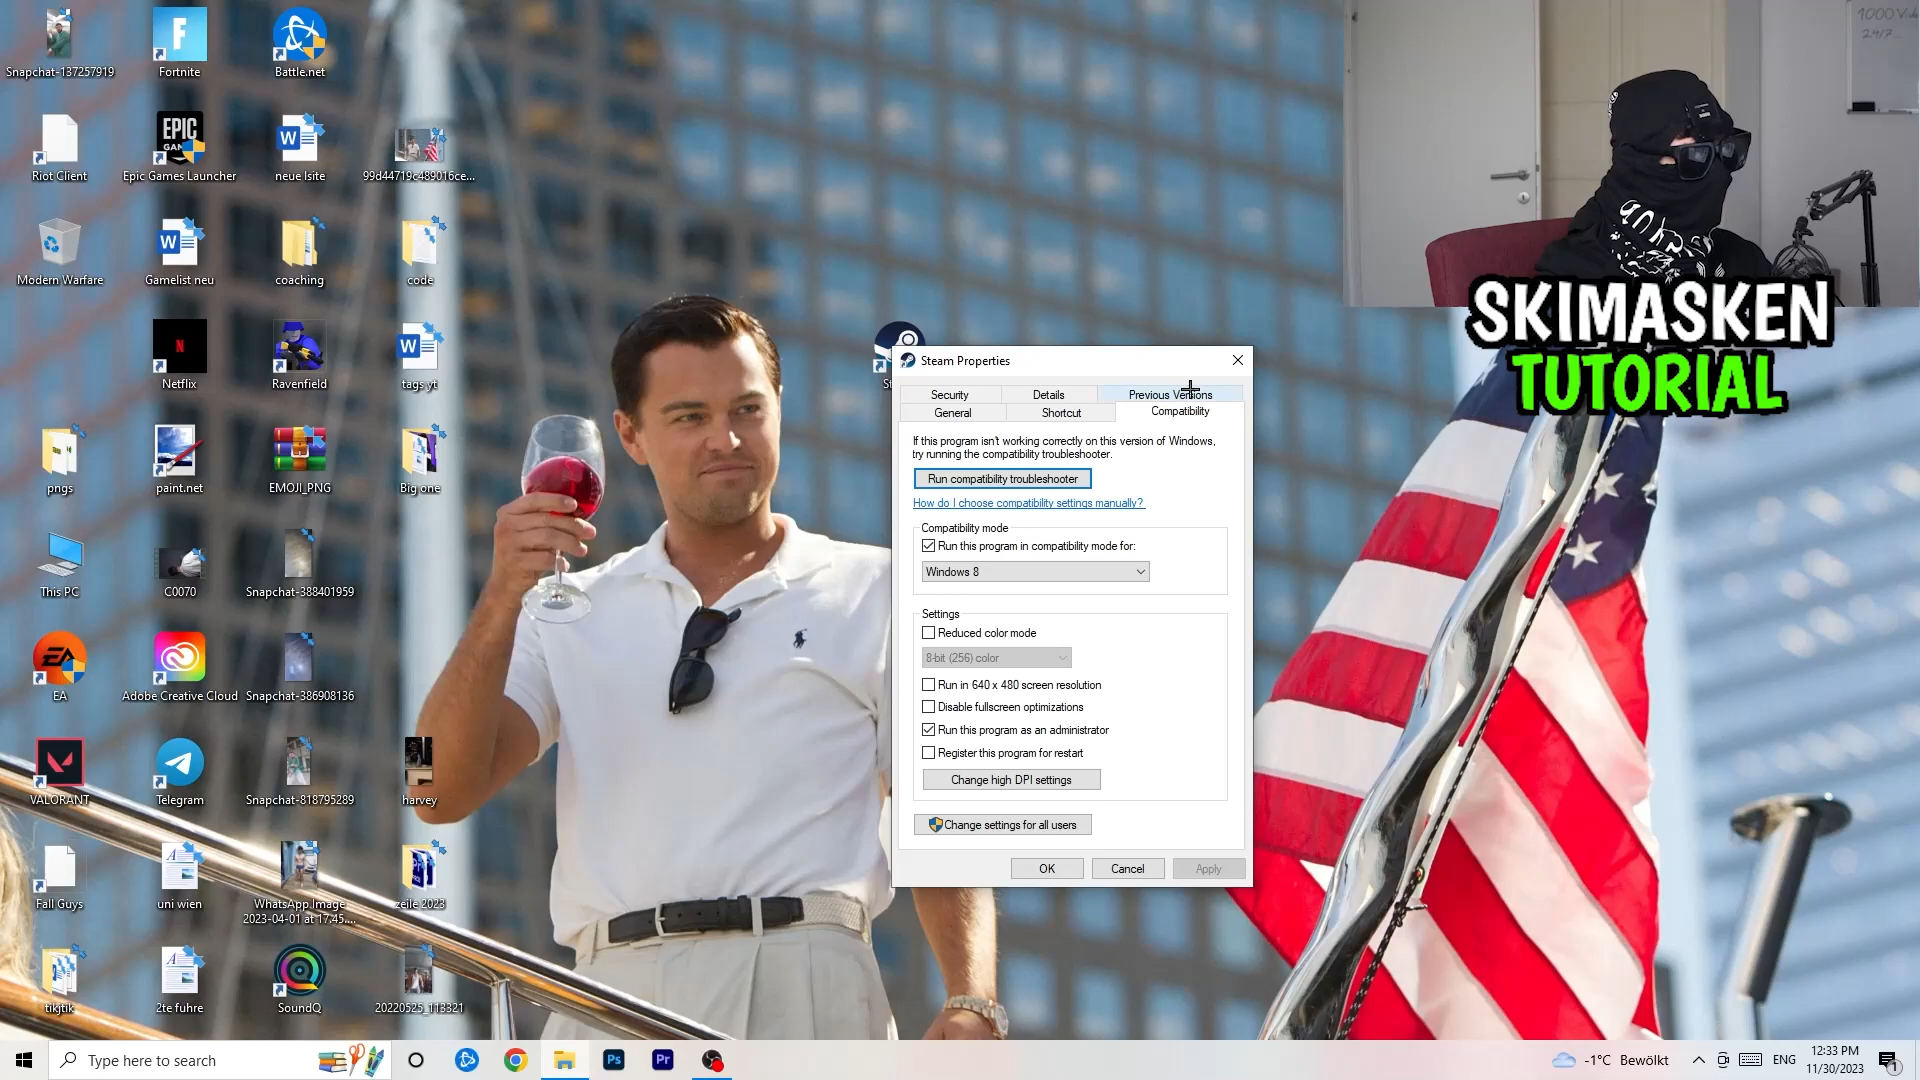 Snapchat-137257919
Fortnite
Battle.net
EPIC
Riot Client
Epic Games Launcher
neue lsite
99d44719c489016ce...
Modern Warfare
Gamelist neu
coaching
code
Netflix
Ravenfield
tags yt
pngs
paint.net
EMOJI_PNG
Big one
This PC
C0070
Snapchat-388401959
EA
Adobe Creative Cloud
Snapchat-386908136
VALORANT
Telegram
Snapchat-818795289
harvey
Fall Guys
uni wien
WhatsApp Image
2023-04-01 at 17.45....
zeile 2023
tikjtik
2te fuhre
SoundQ
20220525_113321
Steam Properties
Security
Details
Previous Versions
General
Shortcut
Compatibility
If this program isn't working correctly on this version of Windows,
try running the compatibility troubleshooter.
Run compatibility troubleshooter
How do I choose compatibility settings manually?
Compatibility mode
Run this program in compatibility mode for:
Windows 8
Settings
Reduced color mode
8-bit (256) color
Run in 640 x 480 screen resolution
Disable fullscreen optimizations
Run this program as an administrator
Register this program for restart
Change high DPI settings
Change settings for all users
OK
Cancel
Apply
SKIMASKEN
TUTORIAL
Type here to search
Ps
Pr
-1°C Bewölkt
ENG
12:33 PM
11/30/2023
1